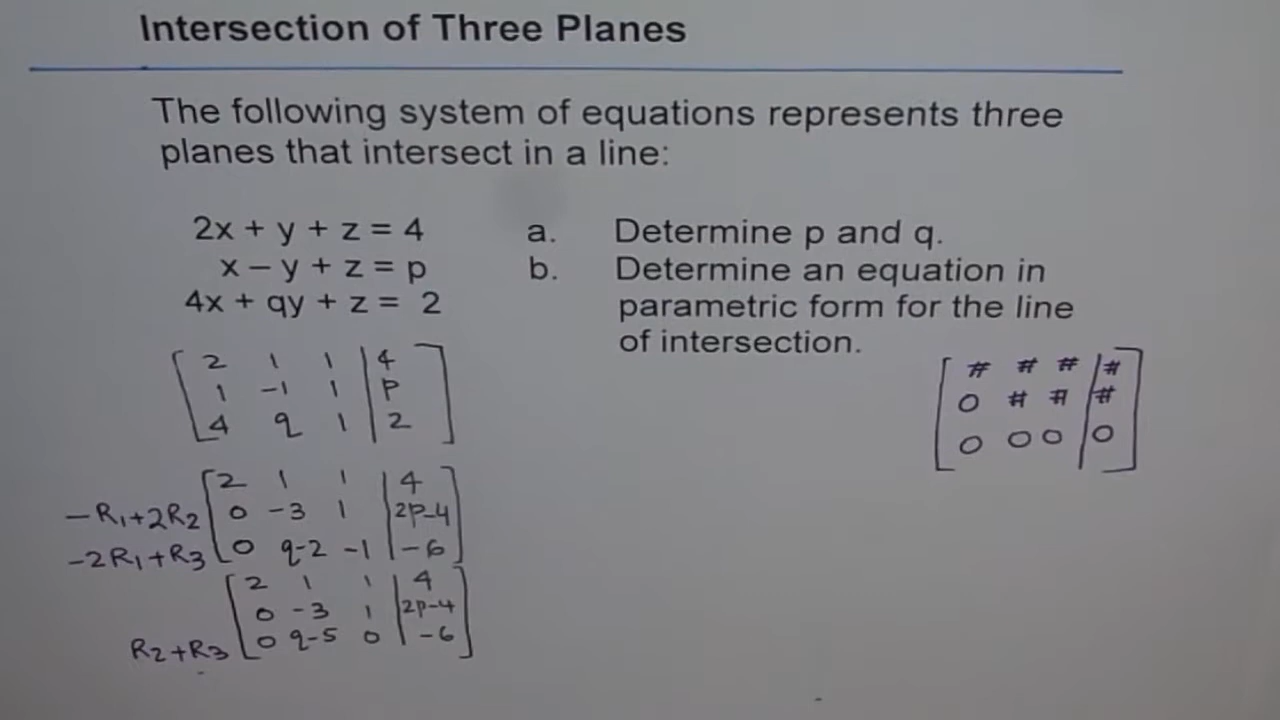 Intersection of Three Planes
The following system of equations represents three
planes that intersect in a line:
2x + y + z = 4
x – y + z = p
4x + qy + z = 2
a. Determine p and q.
b. Determine an equation in
parametric form for the line
of intersection.
[ 2 1 1 | 4 ]
[ 1 -1 1 | P ]
[ 4 q 1 | 2 ]
[ # # # | # ]
[ 0 # # | # ]
[ 0 0 0 | 0 ]
[ 2 1 1 | 4 ]
-R1+2R2 [ 0 -3 1 | 2P-4 ]
-2R1+R3 [ 0 q-2 -1 | -6 ]
[ 2 1 1 | 4 ]
[ 0 -3 1 | 2P-4 ]
R2+R3 [ 0 q-5 0 | -6 ]